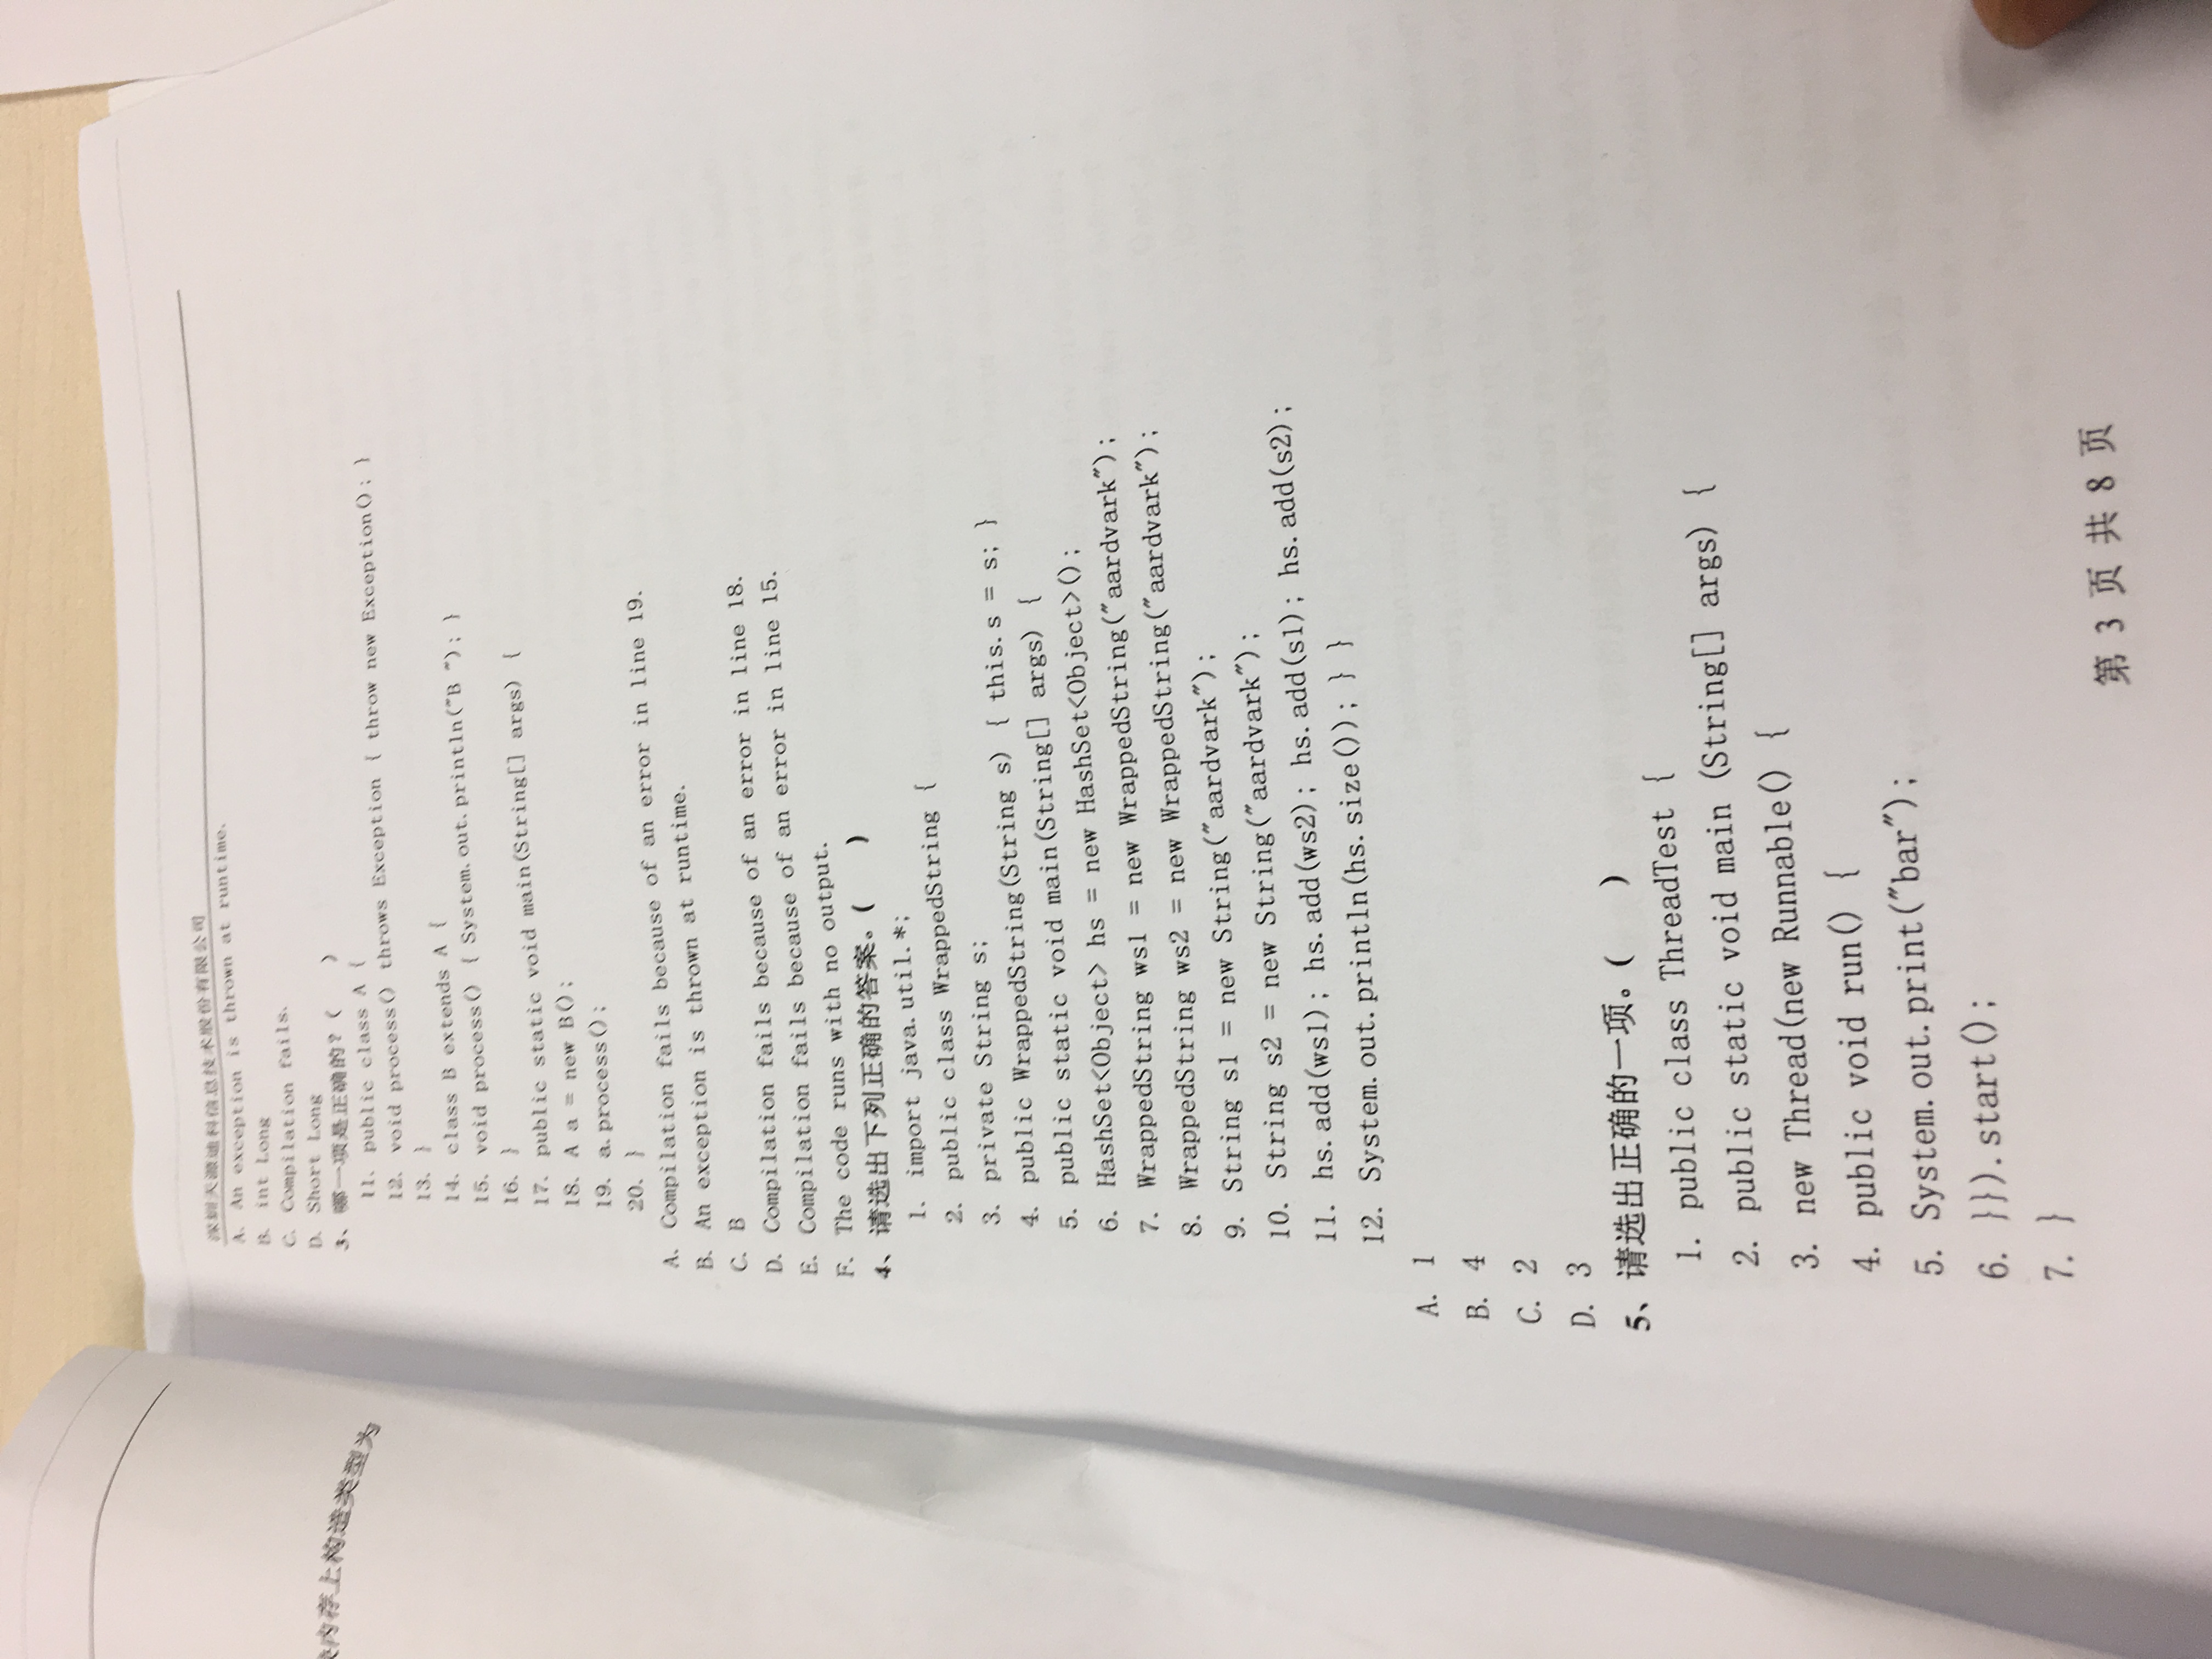 内存上构造类型为
深圳天源迪科信息技术股份有限公司
A. An exception is thrown at runtime.
B. int Long
C. Compilation fails.
D. Short Long
3、哪一项是正确的？（ ）
11. public class A {
12. void process() throws Exception { throw new Exception(); }
13. }
14. class B extends A {
15. void process() { System.out.println("B "); }
16. }
17. public static void main(String[] args) {
18. A a = new B();
19. a.process();
20. }
A. Compilation fails because of an error in line 19.
B. An exception is thrown at runtime.
C. B
D. Compilation fails because of an error in line 18.
E. Compilation fails because of an error in line 15.
F. The code runs with no output.
4、请选出下列正确的答案。（ ）
1. import java.util.*;
2. public class WrappedString {
3. private String s;
4. public WrappedString(String s) { this.s = s; }
5. public static void main(String[] args) {
6. HashSet<Object> hs = new HashSet<Object>();
7. WrappedString ws1 = new WrappedString("aardvark");
8. WrappedString ws2 = new WrappedString("aardvark");
9. String s1 = new String("aardvark");
10. String s2 = new String("aardvark");
11. hs.add(ws1); hs.add(ws2); hs.add(s1); hs.add(s2);
12. System.out.println(hs.size()); } }
A. 1
B. 4
C. 2
D. 3
5、请选出正确的一项。（ ）
1. public class ThreadTest {
2. public static void main (String[] args) {
3. new Thread(new Runnable() {
4. public void run() {
5. System.out.print("bar");
6. }}).start();
7. }
第 3 页 共 8 页